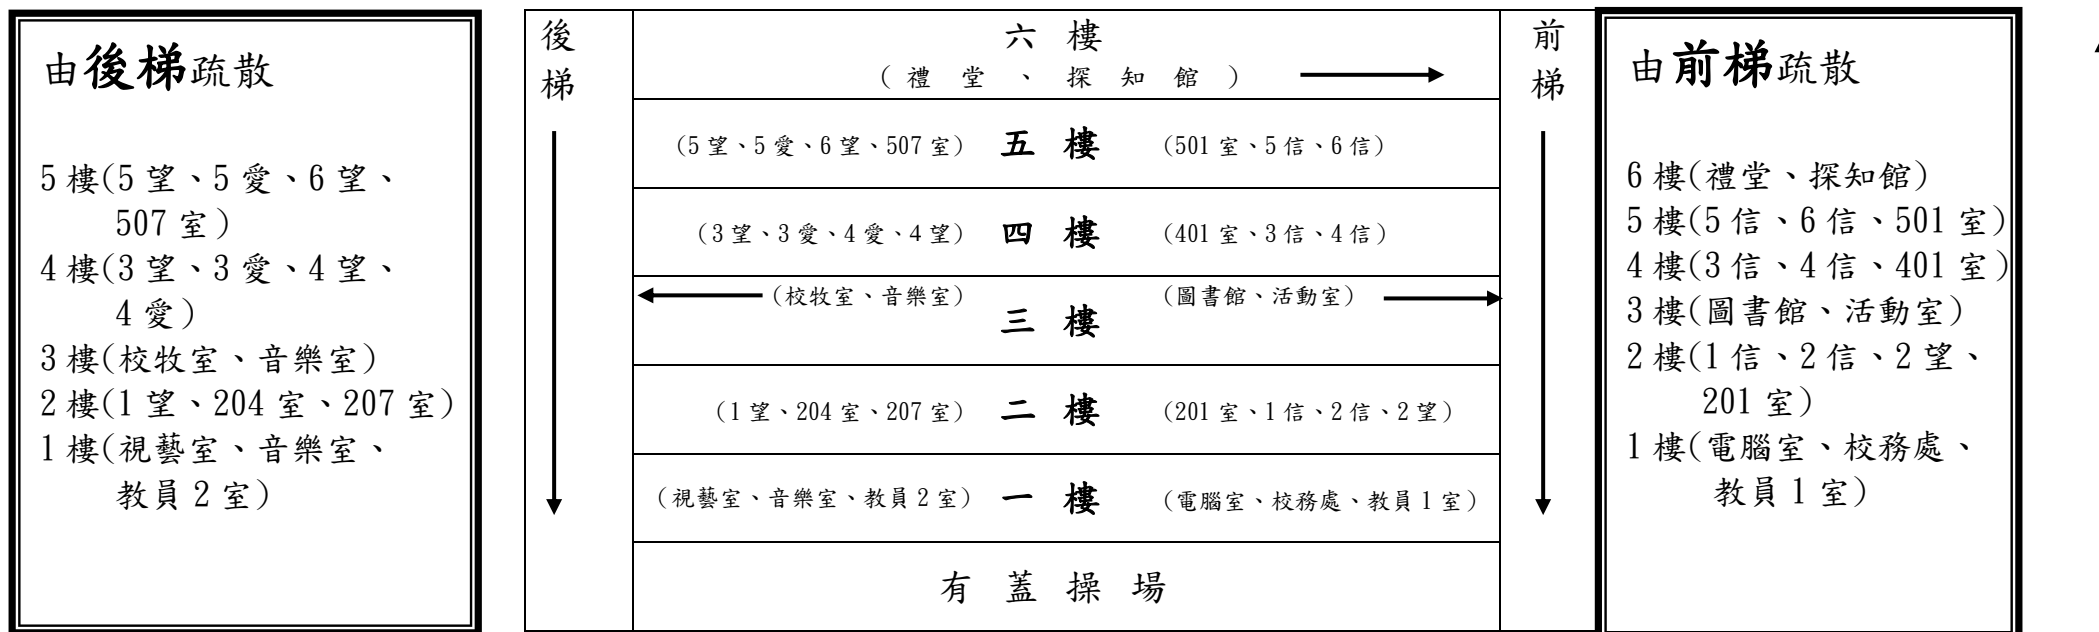 由後梯疏散
5樓(5望、5愛、6望、
507室)
4樓(3望、3愛、4望、
4愛)
3樓(校牧室、音樂室)
2樓(1望、204室、207室)
1樓(視藝室、音樂室、
教員2室)
後梯
六樓
(禮堂、探知館)
(5望、5愛、6望、507室) 五樓 (501室、5信、6信)
(3望、3愛、4愛、4望) 四樓 (401室、3信、4信)
(校牧室、音樂室) (圖書館、活動室)
三樓
(1望、204室、207室) 二樓 (201室、1信、2信、2望)
(視藝室、音樂室、教員2室) 一樓 (電腦室、校務處、教員1室)
有蓋操場
前梯
由前梯疏散
6樓(禮堂、探知館)
5樓(5信、6信、501室)
4樓(3信、4信、401室)
3樓(圖書館、活動室)
2樓(1信、2信、2望、
201室)
1樓(電腦室、校務處、
教員1室)